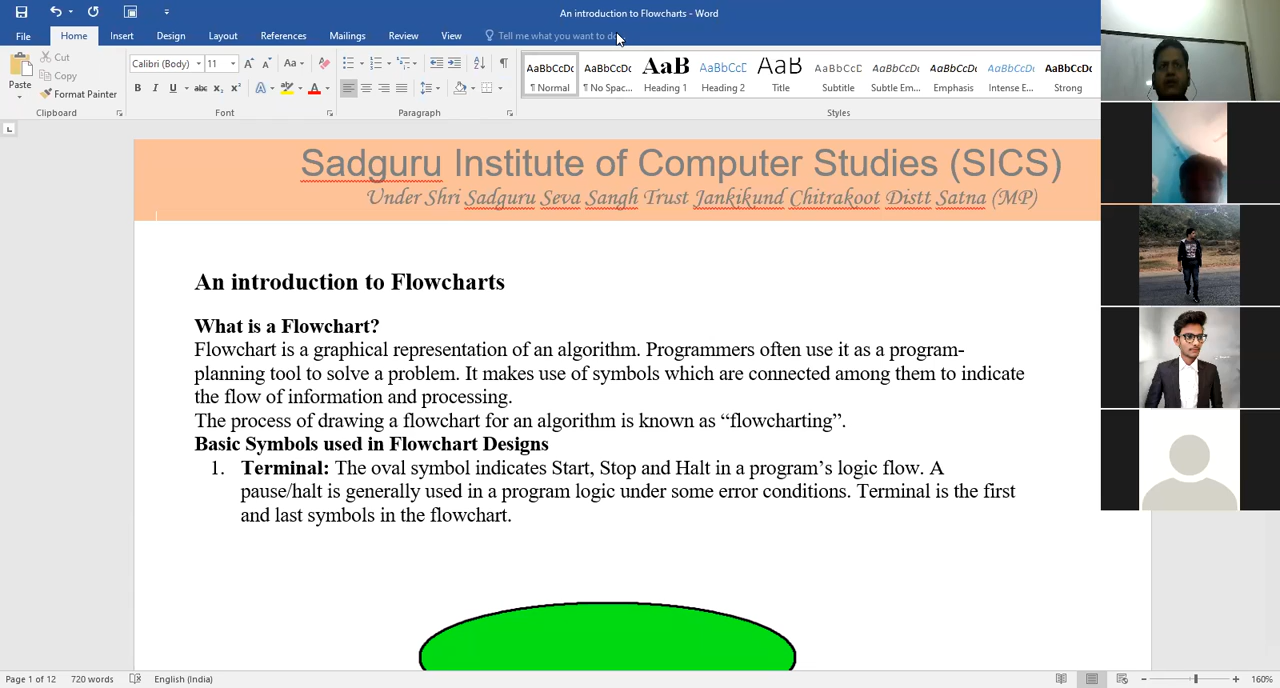 An introduction to Flowcharts - Word
File Home Insert Design Layout References Mailings Review View Tell me what you want to do
Paste
Cut
Copy
Format Painter
Calibri (Body) 11
Aa
B I U abc x₂ x² A A
AaBbCcDc AaBbCcDc AaB AaBbCcD AaB AaBbCcD AaBbCcDc AaBbCcDc AaBbCcDc AaBbCcDc
¶ Normal ¶ No Spac... Heading 1 Heading 2 Title Subtitle Subtle Em... Emphasis Intense E... Strong
Clipboard Font Paragraph Styles
Sadguru Institute of Computer Studies (SICS)
Under Shri Sadguru Seva Sangh Trust Jankikund Chitrakoot Distt Satna (MP)
An introduction to Flowcharts
What is a Flowchart?
Flowchart is a graphical representation of an algorithm. Programmers often use it as a program-
planning tool to solve a problem. It makes use of symbols which are connected among them to indicate
the flow of information and processing.
The process of drawing a flowchart for an algorithm is known as “flowcharting”.
Basic Symbols used in Flowchart Designs
1. Terminal: The oval symbol indicates Start, Stop and Halt in a program’s logic flow. A
pause/halt is generally used in a program logic under some error conditions. Terminal is the first
and last symbols in the flowchart.
Page 1 of 12 720 words English (India) 160%